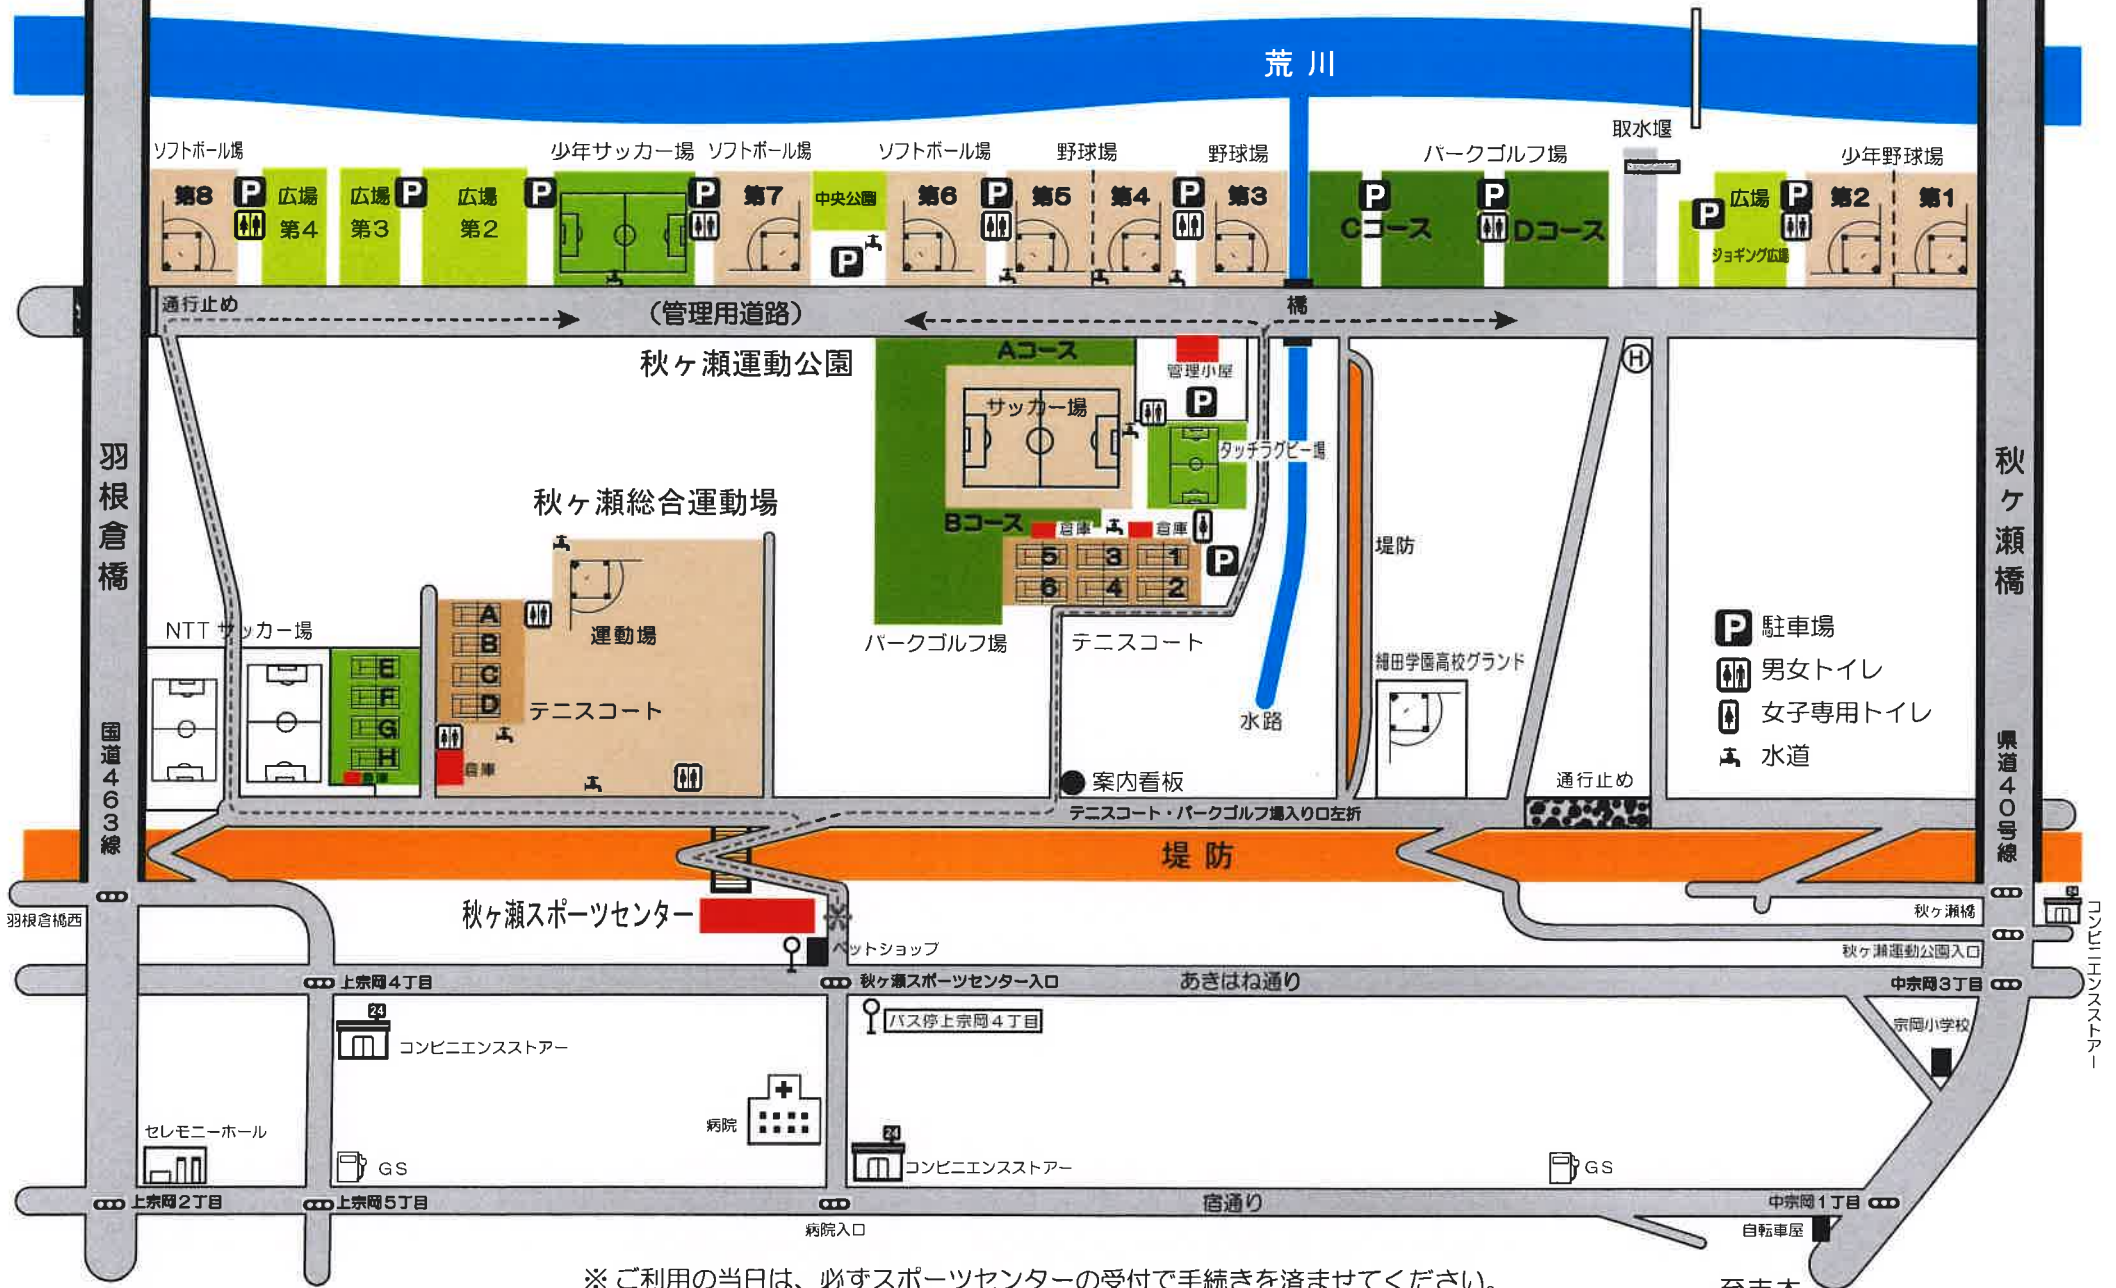 荒川
取水堰
ソフトボール場
少年サッカー場
ソフトボール場
ソフトボール場
野球場
野球場
パークゴルフ場
少年野球場
第8
P
広場
第4
広場
第3
P
広場
第2
P
P
第7
中央公園
P
第6
P
第5
第4
P
第3
P
Cコース
P
Dコース
P
広場
ジョギング広場
P
第2
第1
通行止め
(管理用道路)
橋
秋ヶ瀬運動公園
Aコース
管理小屋
P
H
サッカー場
タッチラグビー場
羽根倉橋
秋ヶ瀬橋
秋ヶ瀬総合運動場
Bコース
倉庫
倉庫
P
5
3
1
6
4
2
堤防
NTTサッカー場
A
B
C
D
運動場
テニスコート
E
F
G
H
倉庫
倉庫
パークゴルフ場
テニスコート
細田学園高校グランド
水路
P 駐車場
男女トイレ
女子専用トイレ
水道
国道463線
県道40号線
案内看板
通行止め
テニスコート・パークゴルフ場入り口左折
堤防
羽根倉橋西
秋ヶ瀬スポーツセンター
秋ヶ瀬橋
24
コンビニエンスストアー
ペットショップ
秋ヶ瀬運動公園入口
上宗岡4丁目
秋ヶ瀬スポーツセンター入口
あきはね通り
中宗岡3丁目
24
コンビニエンスストアー
バス停上宗岡4丁目
宗岡小学校
病院
セレモニーホール
GS
24
コンビニエンスストアー
GS
上宗岡2丁目
上宗岡5丁目
宿通り
中宗岡1丁目
病院入口
自転車屋
※ご利用の当日は、必ずスポーツセンターの受付で手続きを済ませてください。